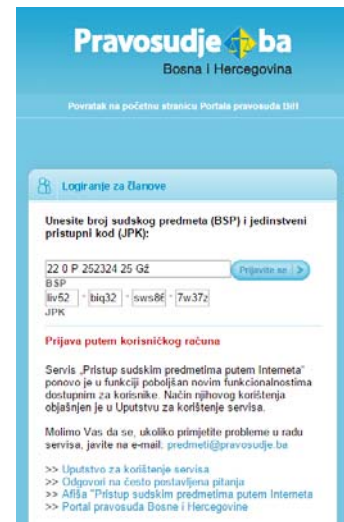 Pravosudje ba
Bosna i Hercegovina
Povratak na početnu stranicu Portala pravosuđa BiH
Logiranje za članove
Unesite broj sudskog predmeta (BSP) i jedinstveni
pristupni kod (JPK):
22 0 P 252324 25 Gž
Prijavite se
BSP
liv52 - biq32 - sws8 - 7w37z
JPK
Prijava putem korisničkog računa
Servis „Pristup sudskim predmetima putem Interneta"
ponovo je u funkciji poboljšan novim funkcionalnostima
dostupnim za korisnike. Način njihovog korištenja
objašnjen je u Uputstvu za korištenje servisa.
Molimo Vas da se, ukoliko primjetite probleme u radu
servisa, javite na e-mail: predmeti@pravosudje.ba
>> Uputstvo za korištenje servisa
>> Odgovori na često postavljena pitanja
>> Afiša "Pristup sudskim predmetima putem Interneta
>> Portal pravosuđa Bosne i Hercegovine